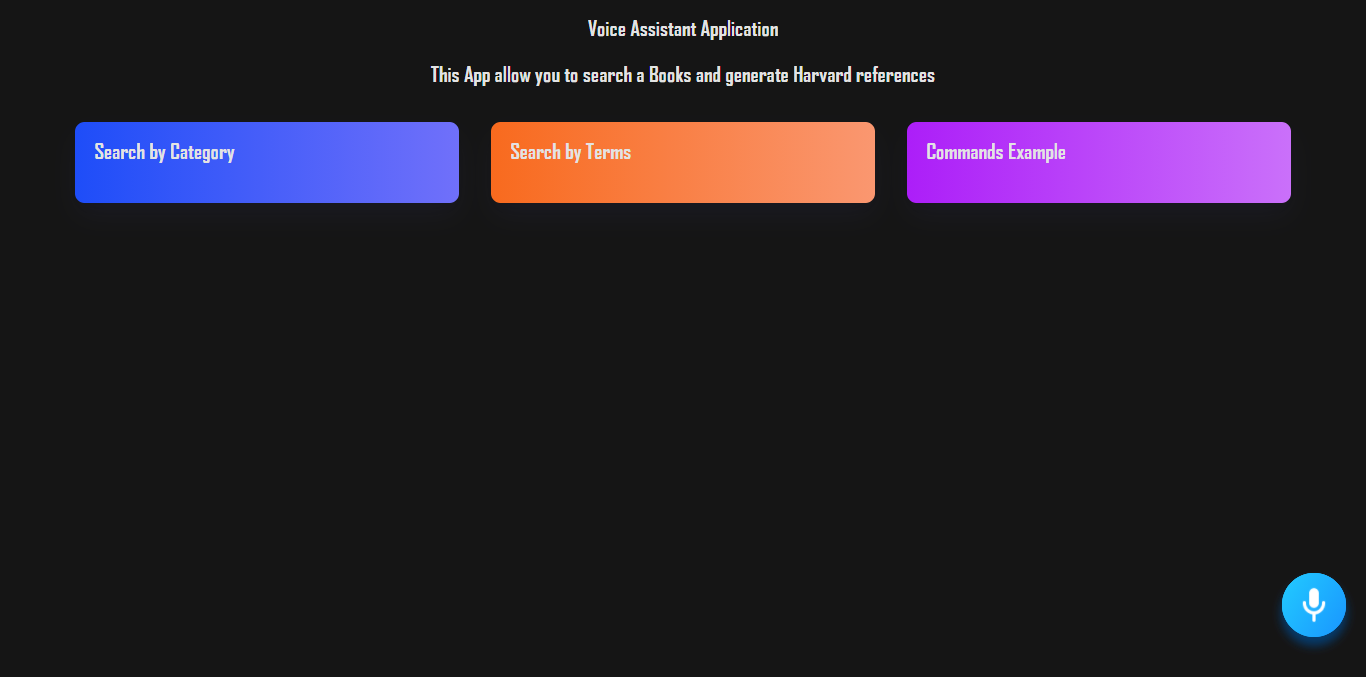 Voice Assistant Application
This App allow you to search a Books and generate Harvard references
Search by Category
Search by Terms
Commands Example